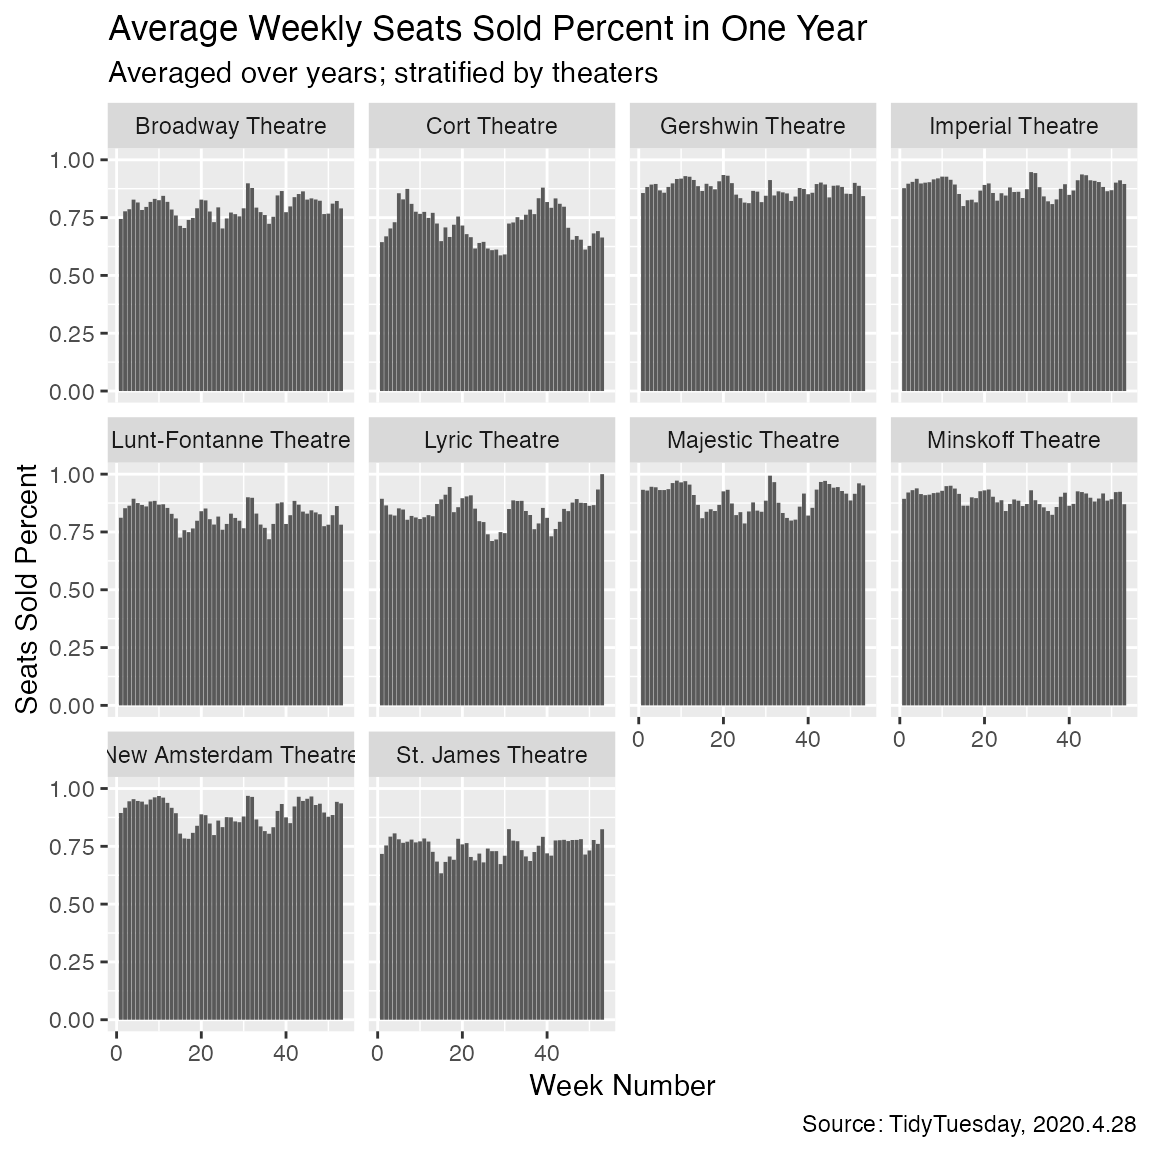 Average Weekly Seats Sold Percent in One Year
Averaged over years; stratified by theaters
Broadway Theatre
Cort Theatre
Gershwin Theatre
Imperial Theatre
1.00
0.75
0.50
0.25
0.00
Lunt-Fontanne Theatre
Lyric Theatre
Majestic Theatre
Minskoff Theatre
1.00
0.75
0.50
0.25
0.00
0 20 40
0 20 40
New Amsterdam Theatre
St. James Theatre
1.00
0.75
0.50
0.25
0.00
0 20 40
0 20 40
Seats Sold Percent
Week Number
Source: TidyTuesday, 2020.4.28